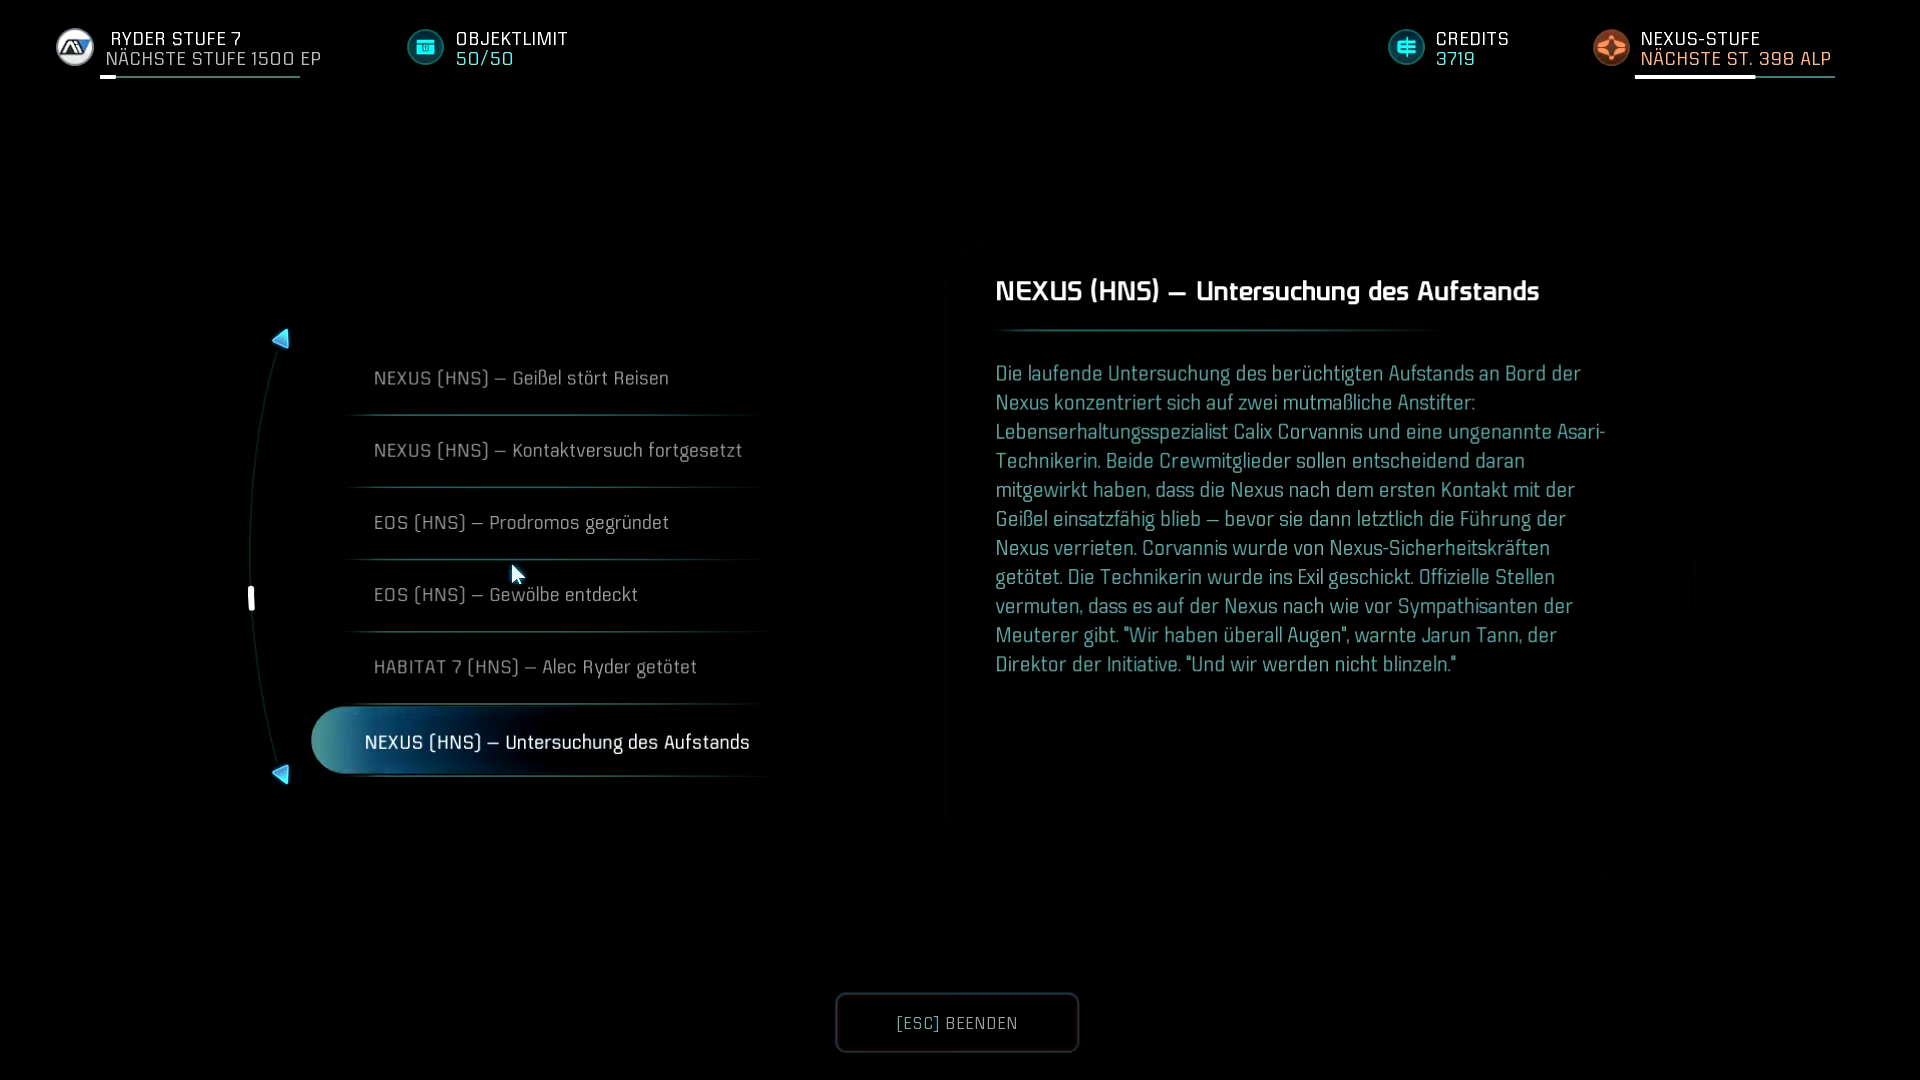 RYDER STUFE 7
NÄCHSTE STUFE 1500 EP
OBJEKTLIMIT
50/50
CREDITS
3719
NEXUS-STUFE
NÄCHSTE ST. 398 ALP
NEXUS (HNS) – Geißel stört Reisen
NEXUS (HNS) – Kontaktversuch fortgesetzt
EOS (HNS) – Prodromos gegründet
EOS (HNS) – Gewölbe entdeckt
HABITAT 7 (HNS) – Alec Ryder getötet
NEXUS (HNS) – Untersuchung des Aufstands
NEXUS (HNS) – Untersuchung des Aufstands
Die laufende Untersuchung des berüchtigten Aufstands an Bord der
Nexus konzentriert sich auf zwei mutmaßliche Anstifter:
Lebenserhaltungsspezialist Calix Corvannis und eine ungenannte Asari-
Technikerin. Beide Crewmitglieder sollen entscheidend daran
mitgewirkt haben, dass die Nexus nach dem ersten Kontakt mit der
Geißel einsatzfähig blieb – bevor sie dann letztlich die Führung der
Nexus verrieten. Corvannis wurde von Nexus-Sicherheitskräften
getötet. Die Technikerin wurde ins Exil geschickt. Offizielle Stellen
vermuten, dass es auf der Nexus nach wie vor Sympathisanten der
Meuterer gibt. "Wir haben überall Augen", warnte Jarun Tann, der
Direktor der Initiative. "Und wir werden nicht blinzeln."
[ESC] BEENDEN